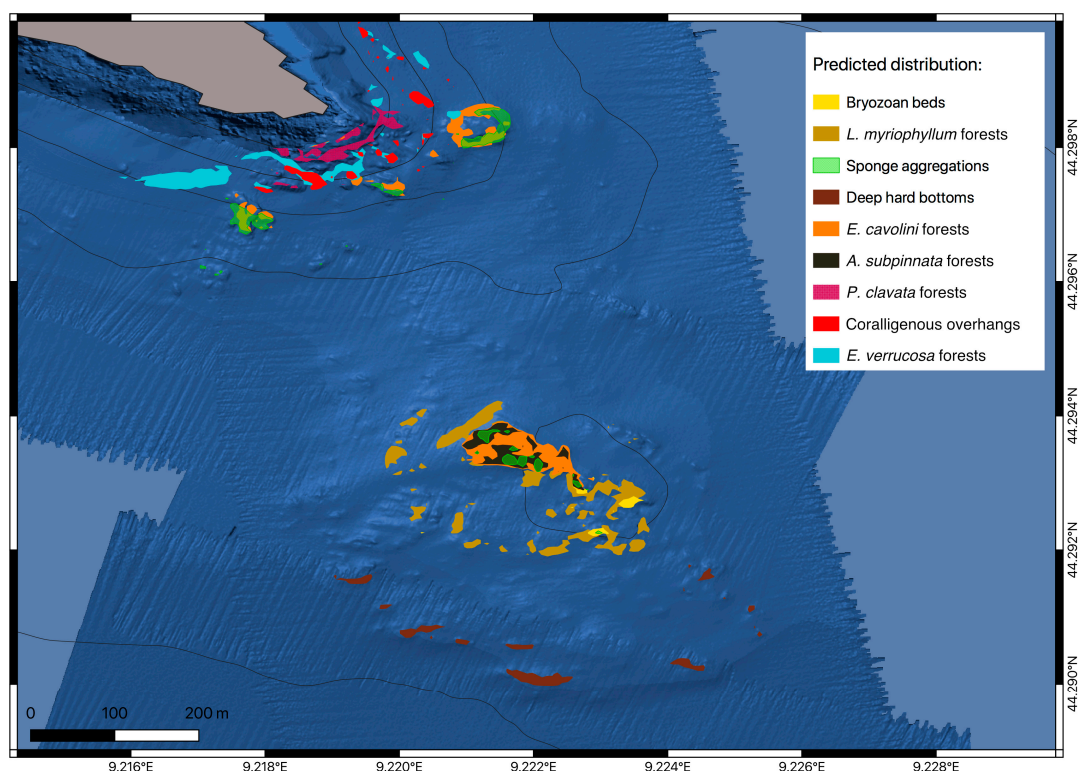 Predicted distribution:
Bryozoan beds
L. myriophyllum forests
Sponge aggregations
Deep hard bottoms
E. cavolini forests
A. subpinnata forests
P. clavata forests
Coralligenous overhangs
E. verrucosa forests
44.298°N
44.296°N
44.294°N
44.292°N
44.290°N
0 100 200 m
9.216°E 9.218°E 9.220°E 9.222°E 9.224°E 9.226°E 9.228°E